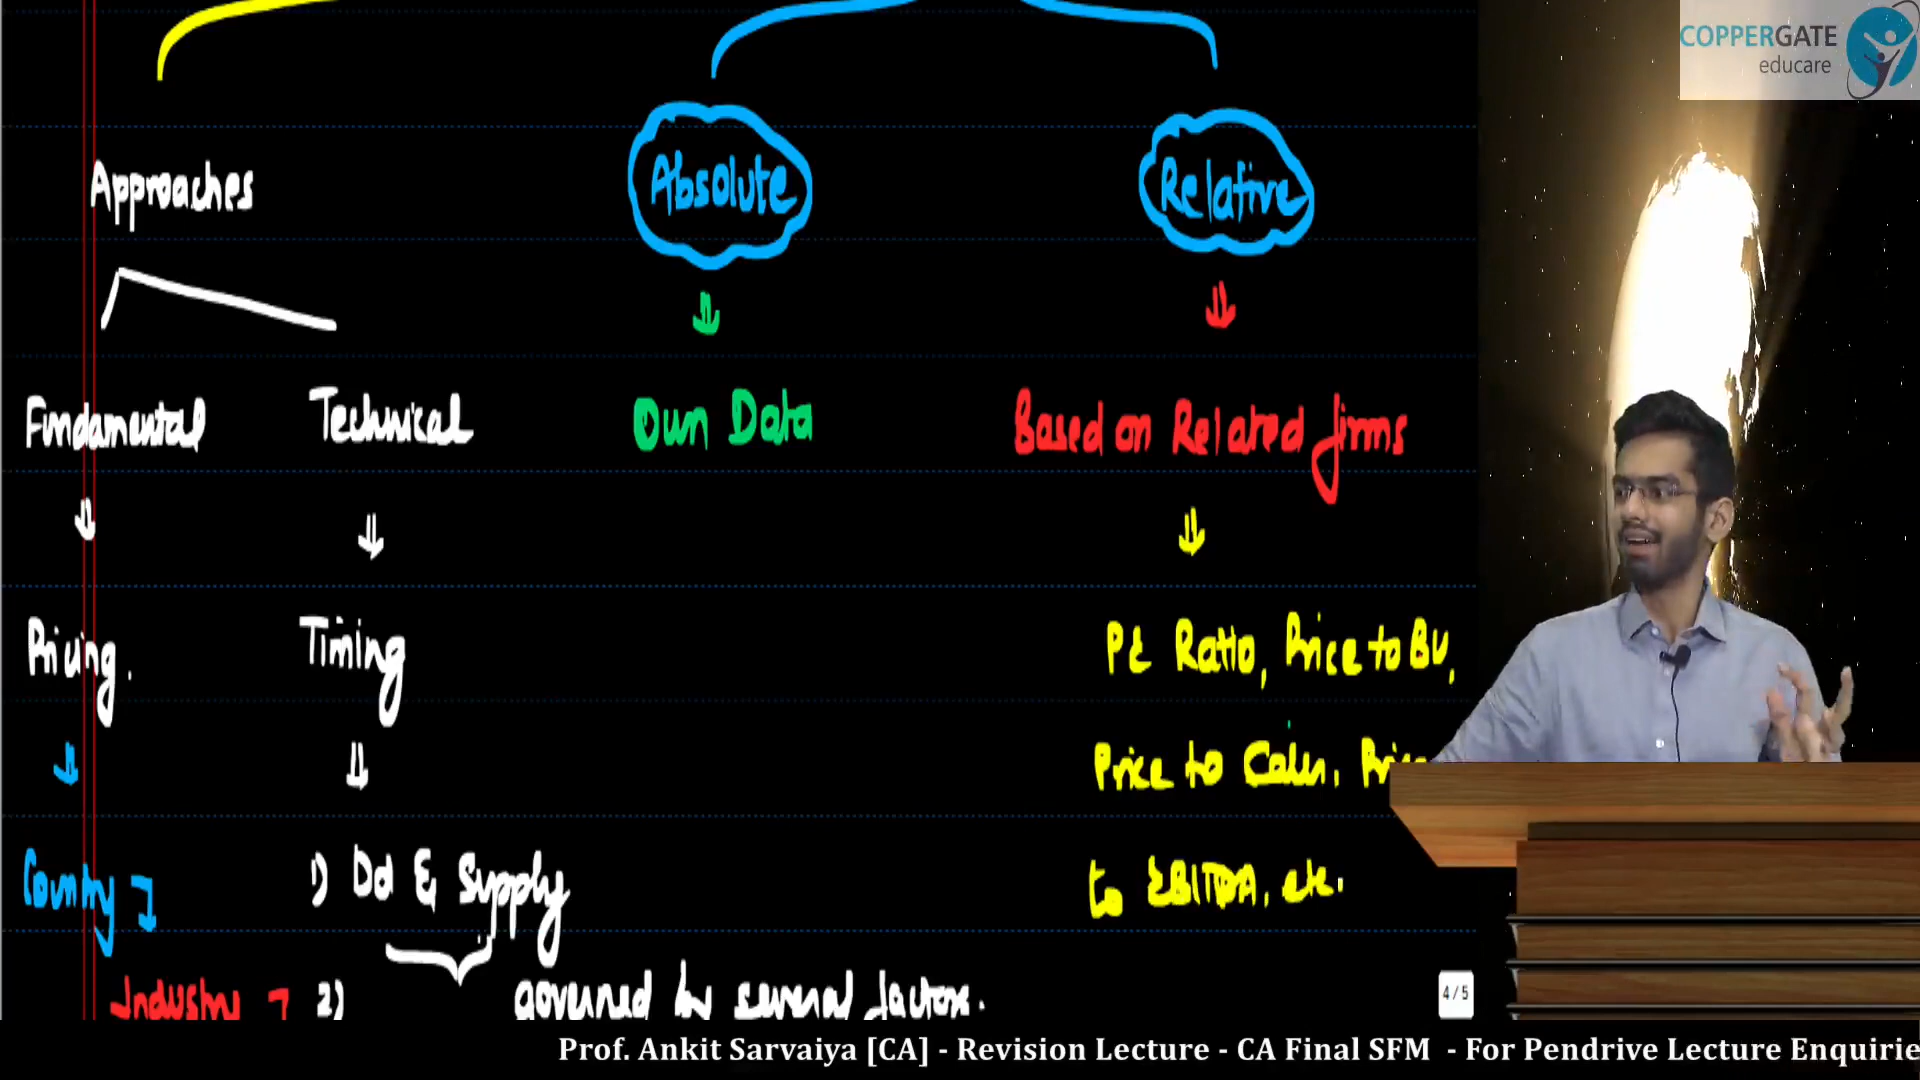 COPPERGATE
educare
Approaches
Absolute
Relative
Fundamental
Technical
Own Data
Based on Related firms
Pricing.
Timing
PE Ratio, Price to BV,
Price to Sales,
Country
1) Dd & Supply
to EBITDA, etc.
Industry
2)
governed by several factors.
4/5
Prof. Ankit Sarvaiya [CA] - Revision Lecture - CA Final SFM - For Pendrive Lecture Enquirie